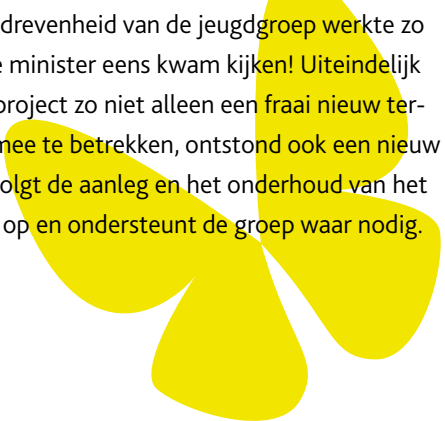 drevenheid van de jeugdgroep werkte zo
minister eens kwam kijken! Uiteindelijk
project zo niet alleen een fraai nieuw ter-
mee te betrekken, ontstond ook een nieuw
olgt de aanleg en het onderhoud van het
op en ondersteunt de groep waar nodig.